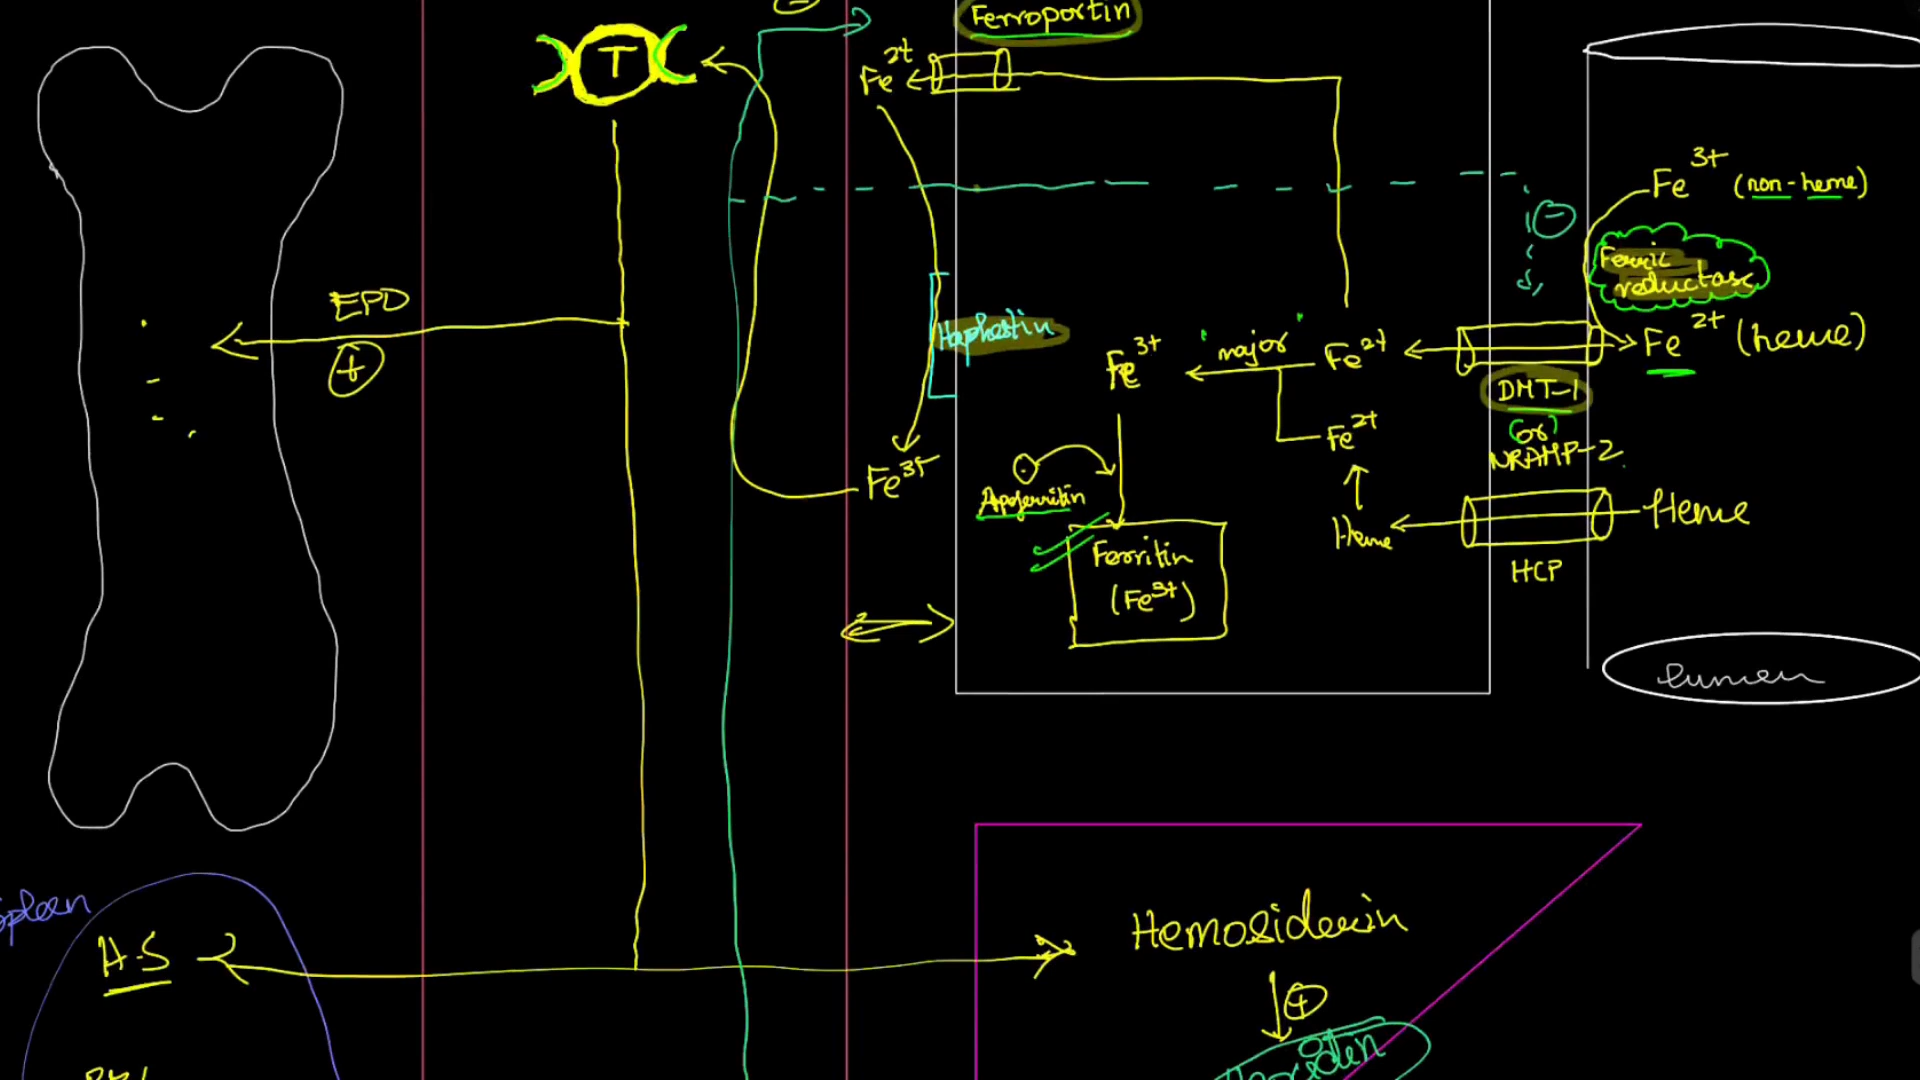 Ferroportin
T
Fe2+
Fe3+ (non-heme)
Ferric
reductase
EPO
+
Haphestin
Fe3+
major
Fe2+
Fe2+ (heme)
DMT-1
(or)
NRAMP-2
Fe2+
Fe3+
Apoferritin
Heme
Heme
HCP
Ferritin
(Fe3+)
lumen
Spleen
H-S
Hemosiderin
+